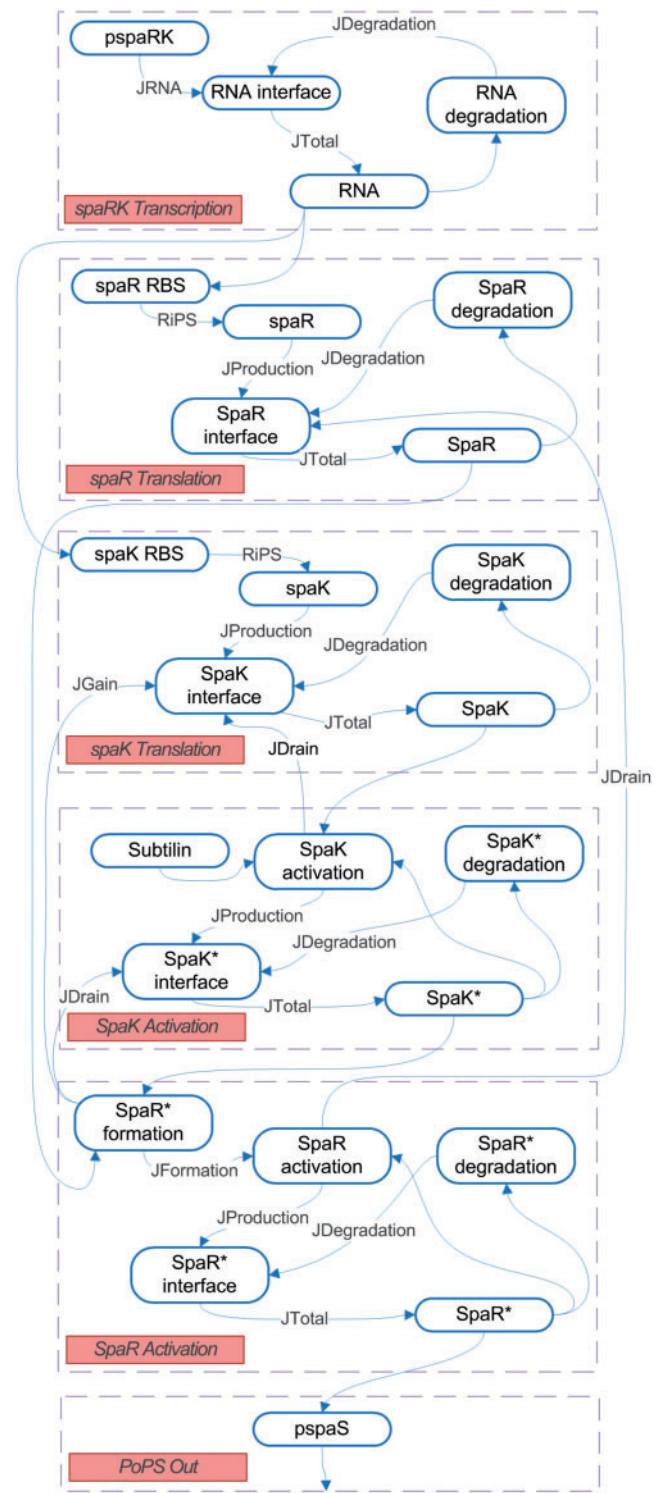 JDegradation
pspaRK
JRNA
RNA interface
RNA
degradation
JTotal
RNA
spaRK Transcription
spaR RBS
RiPS
spaR
SpaR
degradation
JProduction
JDegradation
SpaR
interface
JTotal
SpaR
spaR Translation
spaK RBS
RiPS
spaK
SpaK
degradation
JProduction
JDegradation
JGain
SpaK
interface
JTotal
SpaK
spaK Translation
JDrain
JDrain
Subtilin
SpaK
activation
SpaK*
degradation
JProduction
JDegradation
SpaK*
interface
JDrain
JTotal
SpaK*
SpaK Activation
SpaR*
formation
JFormation
SpaR
activation
SpaR*
degradation
JProduction
JDegradation
SpaR*
interface
JTotal
SpaR*
SpaR Activation
pspaS
PoPS Out